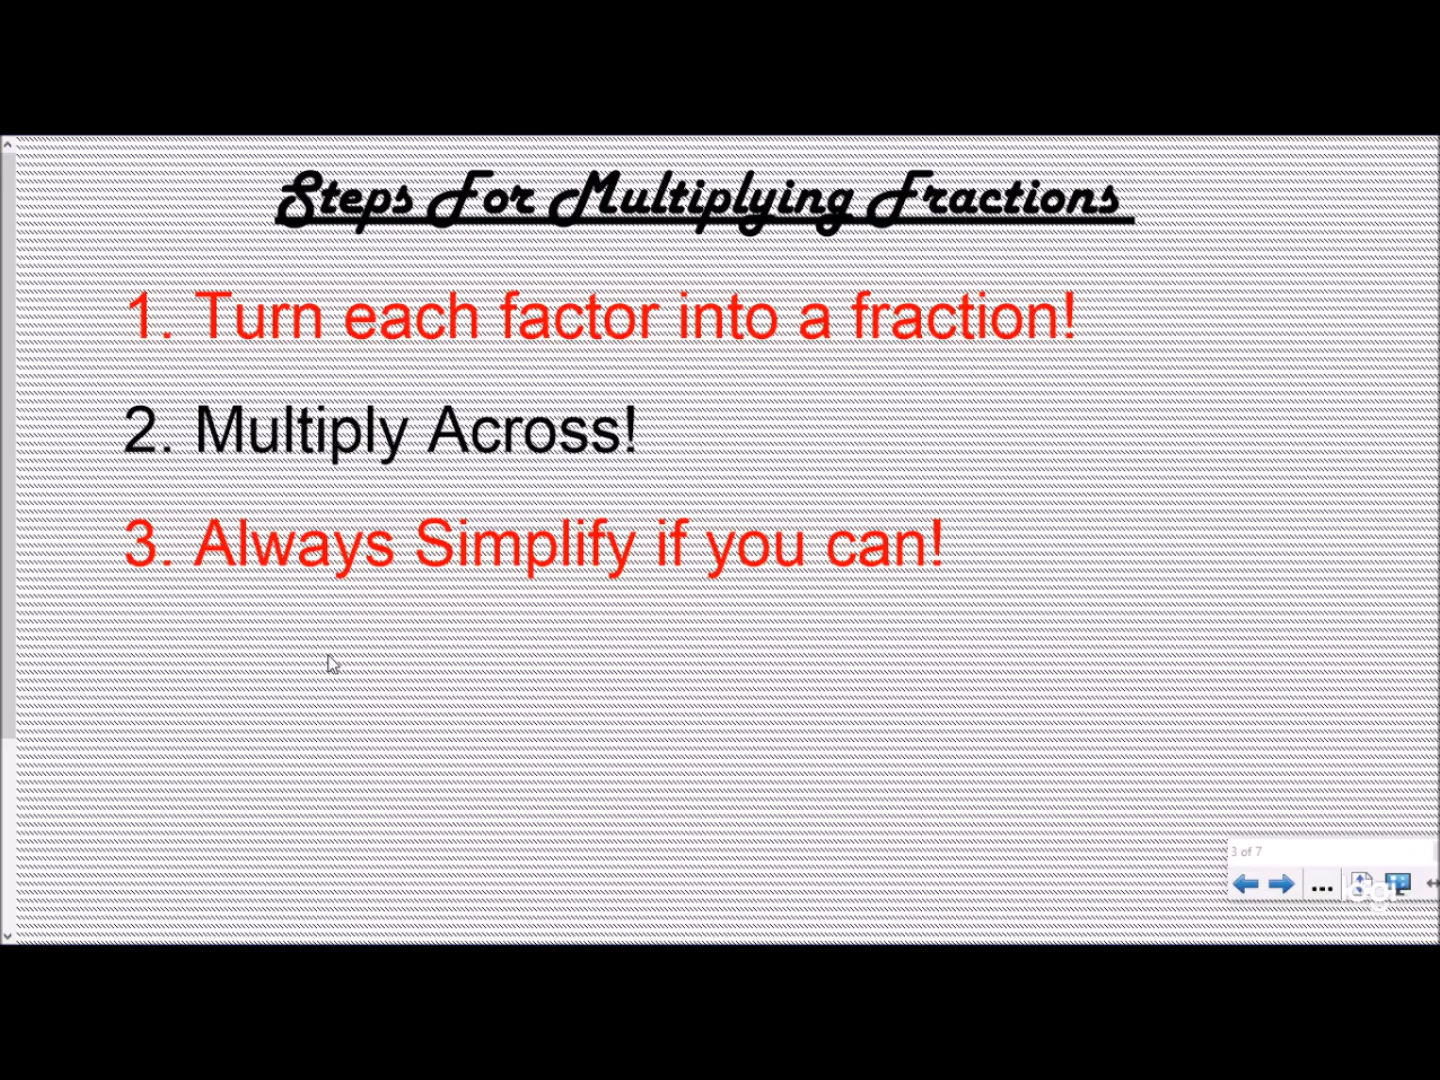 Steps For Multiplying Fractions
1. Turn each factor into a fraction!
2. Multiply Across!
3. Always Simplify if you can!
3 of 7
...
logi